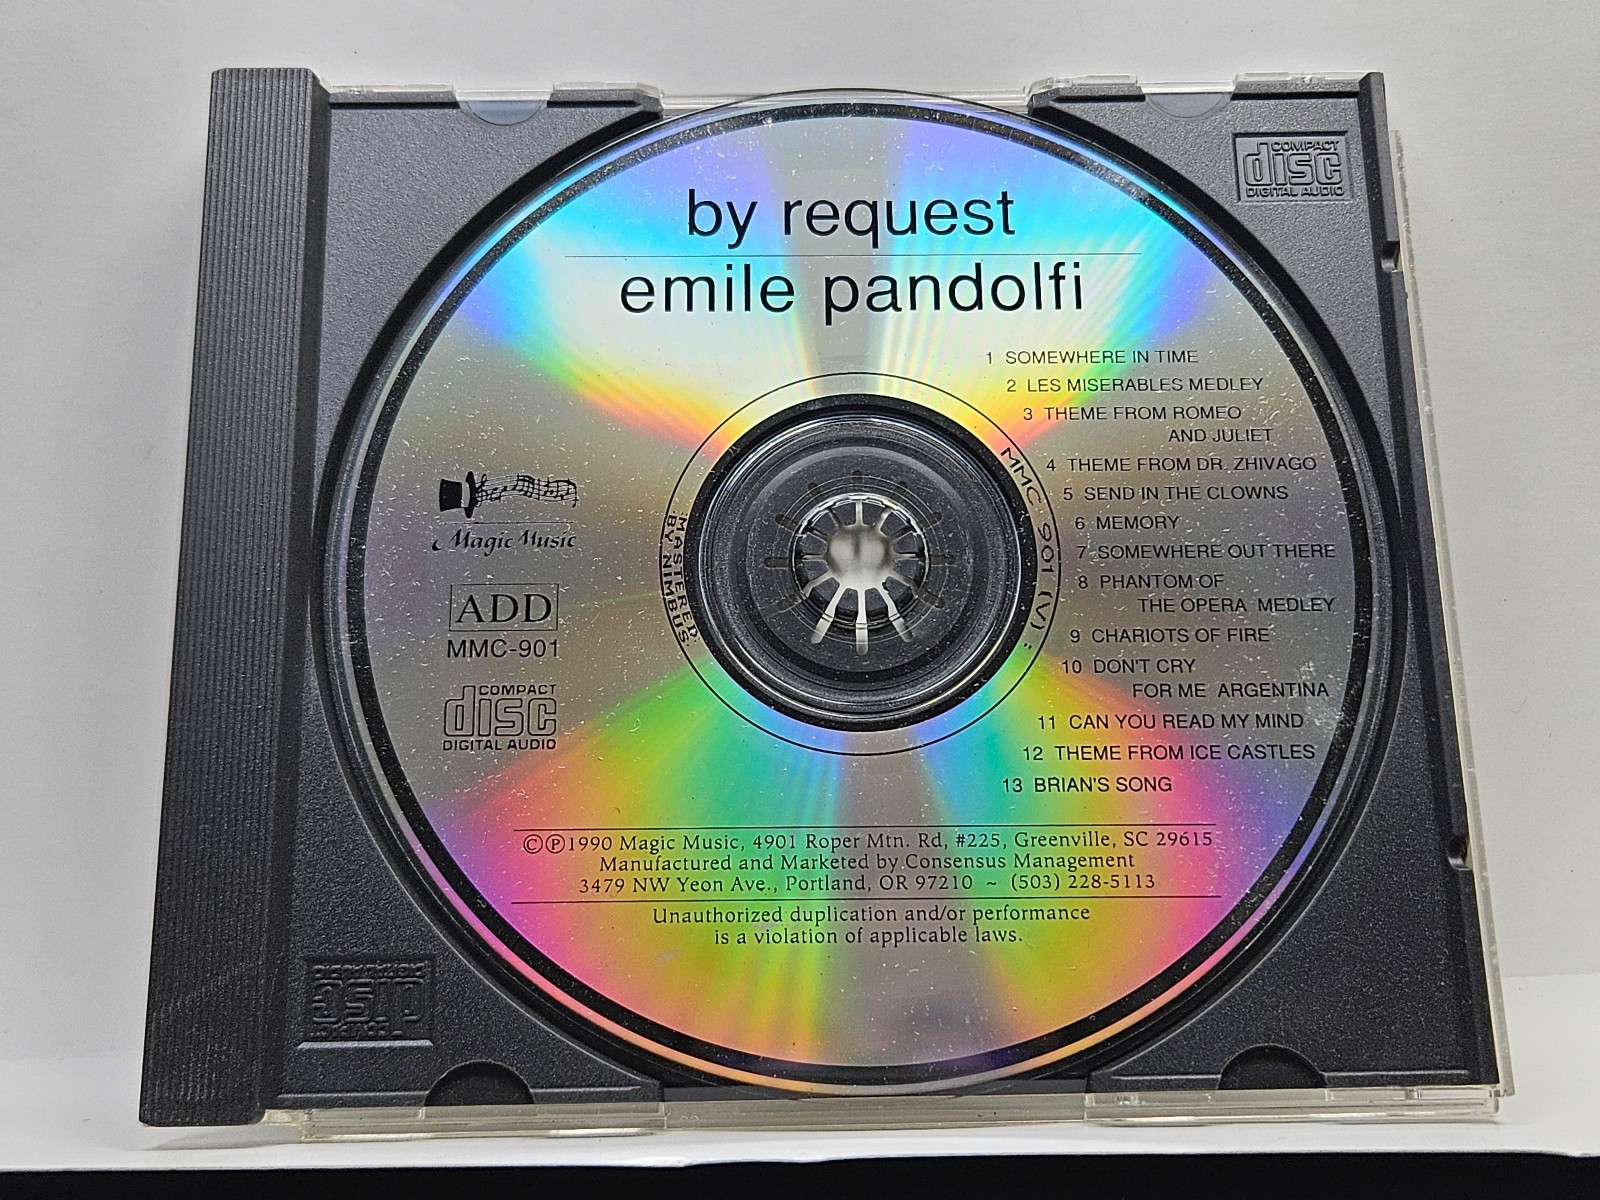 by request
emile pandolfi
COMPACT
disc
DIGITAL AUDIO
1 SOMEWHERE IN TIME
2 LES MISERABLES MEDLEY
3 THEME FROM ROMEO
AND JULIET
4 THEME FROM DR. ZHIVAGO
5 SEND IN THE CLOWNS
6 MEMORY
7 SOMEWHERE OUT THERE
8 PHANTOM OF
THE OPERA MEDLEY
9 CHARIOTS OF FIRE
10 DON'T CRY
FOR ME ARGENTINA
11 CAN YOU READ MY MIND
12 THEME FROM ICE CASTLES
13 BRIAN'S SONG
Magic Music
ADD
MMC-901
COMPACT
disc
DIGITAL AUDIO
MASTERED
BY NIMBUS
MMC 901 (V) :
©℗1990 Magic Music, 4901 Roper Mtn. Rd, #225, Greenville, SC 29615
Manufactured and Marketed by Consensus Management
3479 NW Yeon Ave., Portland, OR 97210 ~ (503) 228-5113
Unauthorized duplication and/or performance
is a violation of applicable laws.
COMPACT
disc
DIGITAL AUDIO